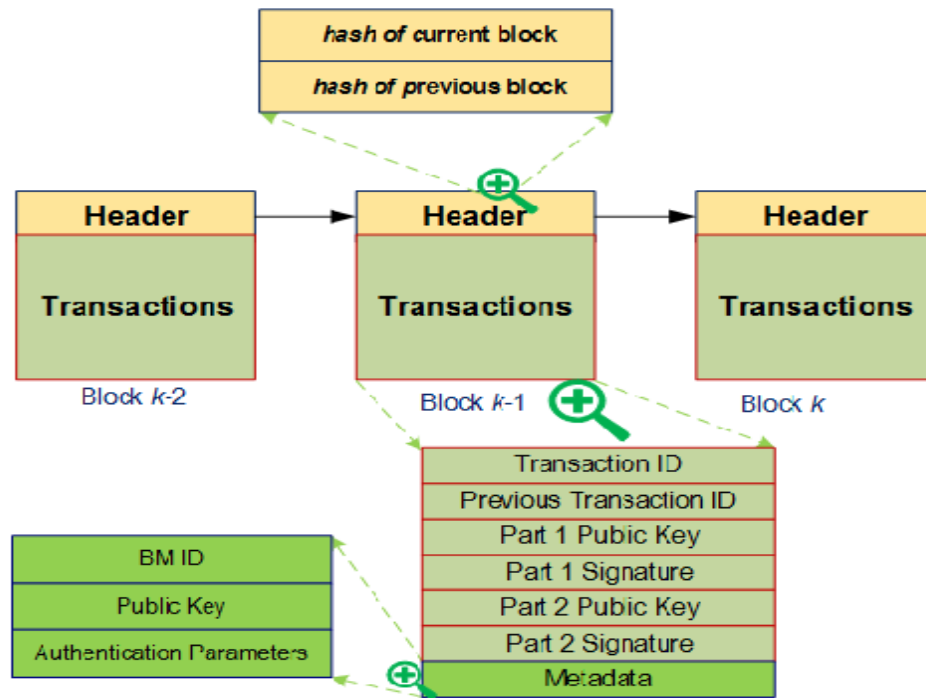 hash of current block
hash of previous block
Header
Header
Header
Transactions
Transactions
Transactions
Block k-2
Block k-1
Block k
Transaction ID
Previous Transaction ID
Part 1 Public Key
Part 1 Signature
Part 2 Public Key
Part 2 Signature
Metadata
BM ID
Public Key
Authentication Parameters